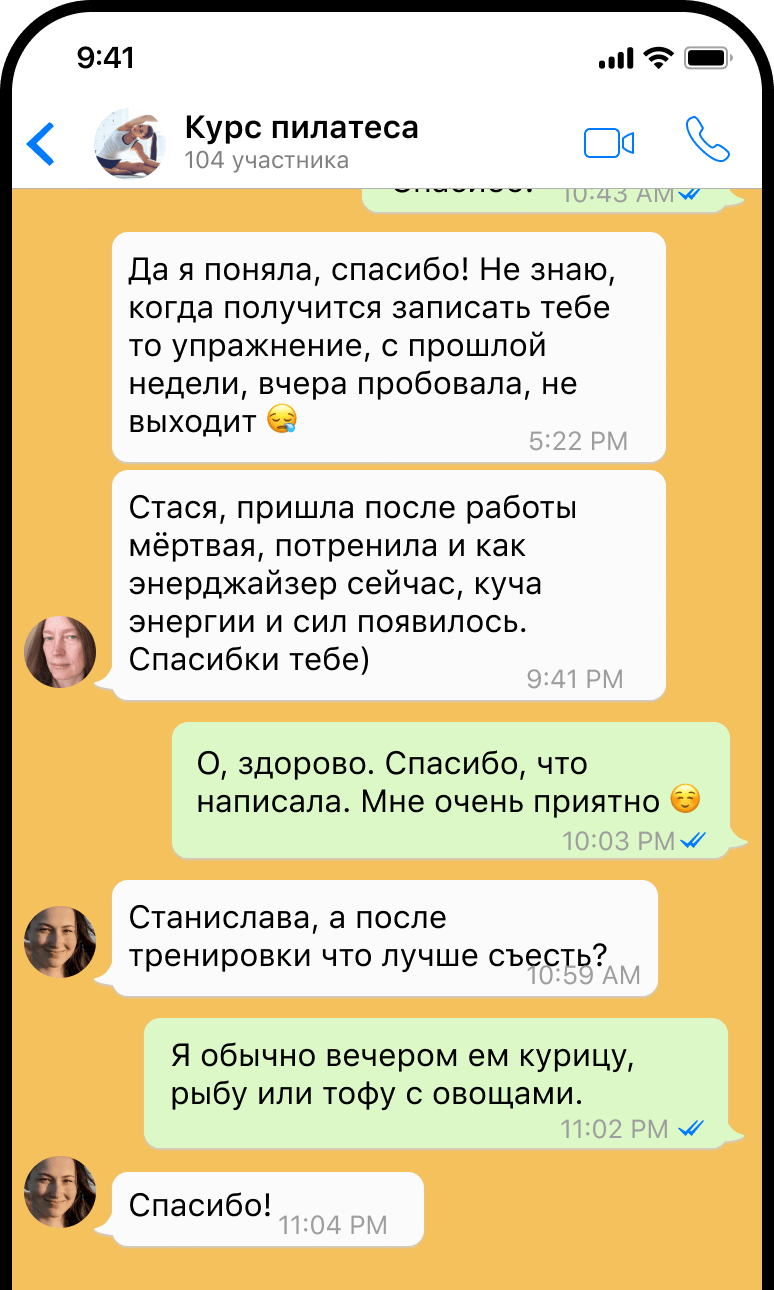 9:41
Курс пилатеса
104 участника
Спасибо! 10:43 AM
Да я поняла, спасибо! Не знаю,
когда получится записать тебе
то упражнение, с прошлой
недели, вчера пробовала, не
выходит 😪
5:22 PM
Стася, пришла после работы
мёртвая, потренила и как
энерджайзер сейчас, куча
энергии и сил появилось.
Спасибки тебе)
9:41 PM
О, здорово. Спасибо, что
написала. Мне очень приятно ☺️
10:03 PM
Станислава, а после
тренировки что лучше съесть?
10:59 AM
Я обычно вечером ем курицу,
рыбу или тофу с овощами.
11:02 PM
Спасибо!
11:04 PM